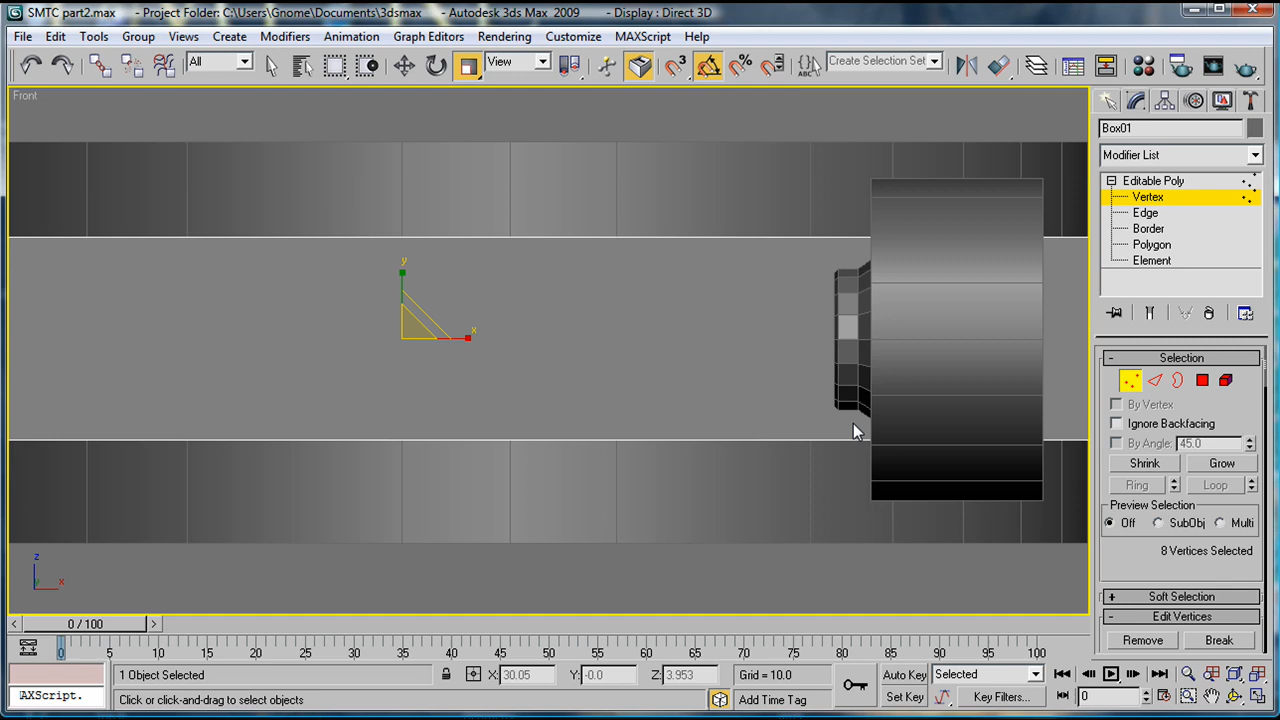 SMTC part2.max - Project Folder: C:\Users\Gnome\Documents\3dsmax - Autodesk 3ds Max 2009 - Display : Direct 3D
File Edit Tools Group Views Create Modifiers Animation Graph Editors Rendering Customize MAXScript Help
All View 3 Create Selection Set
Front
Box01
Modifier List
Editable Poly
Vertex
Edge
Border
Polygon
Element
y
x
Selection
By Vertex
Ignore Backfacing
By Angle: 45.0
Shrink Grow
Ring Loop
Preview Selection
Off SubObj Multi
8 Vertices Selected
z
y x
Soft Selection
Edit Vertices
Remove Break
0 / 100
0 5 10 15 20 25 30 35 40 45 50 55 60 65 70 75 80 85 90 95 100
1 Object Selected X: 30.05 Y: -0.0 Z: 3.953 Grid = 10.0 Auto Key Selected
AXScript. Click or click-and-drag to select objects Add Time Tag Set Key Key Filters... 0